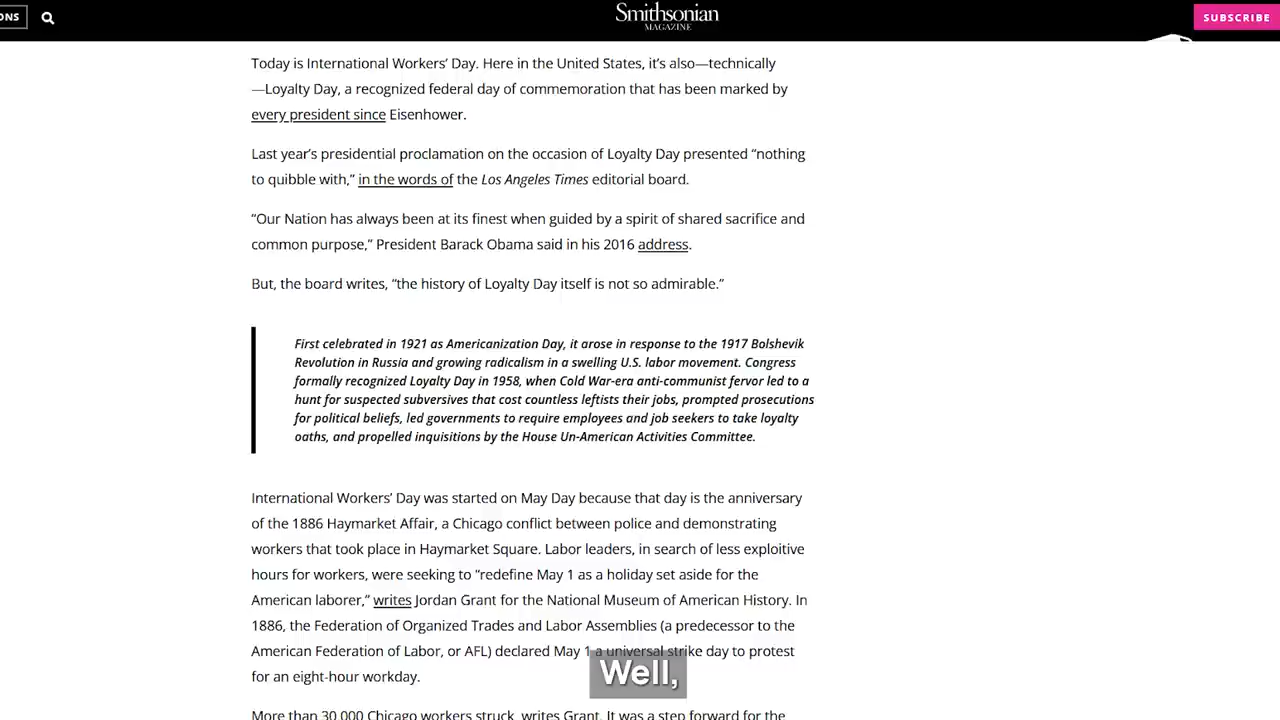 ONS
Smithsonian
MAGAZINE
SUBSCRIBE
Today is International Workers’ Day. Here in the United States, it’s also—technically
—Loyalty Day, a recognized federal day of commemoration that has been marked by
every president since Eisenhower.
Last year’s presidential proclamation on the occasion of Loyalty Day presented “nothing
to quibble with,” in the words of the Los Angeles Times editorial board.
“Our Nation has always been at its finest when guided by a spirit of shared sacrifice and
common purpose,” President Barack Obama said in his 2016 address.
But, the board writes, “the history of Loyalty Day itself is not so admirable.”
First celebrated in 1921 as Americanization Day, it arose in response to the 1917 Bolshevik
Revolution in Russia and growing radicalism in a swelling U.S. labor movement. Congress
formally recognized Loyalty Day in 1958, when Cold War-era anti-communist fervor led to a
hunt for suspected subversives that cost countless leftists their jobs, prompted prosecutions
for political beliefs, led governments to require employees and job seekers to take loyalty
oaths, and propelled inquisitions by the House Un-American Activities Committee.
International Workers’ Day was started on May Day because that day is the anniversary
of the 1886 Haymarket Affair, a Chicago conflict between police and demonstrating
workers that took place in Haymarket Square. Labor leaders, in search of less exploitive
hours for workers, were seeking to “redefine May 1 as a holiday set aside for the
American laborer,” writes Jordan Grant for the National Museum of American History. In
1886, the Federation of Organized Trades and Labor Assemblies (a predecessor to the
American Federation of Labor, or AFL) declared May 1 a universal strike day to protest
for an eight-hour workday.
Well,
More than 30,000 Chicago workers struck, writes Grant. It was a step forward for the